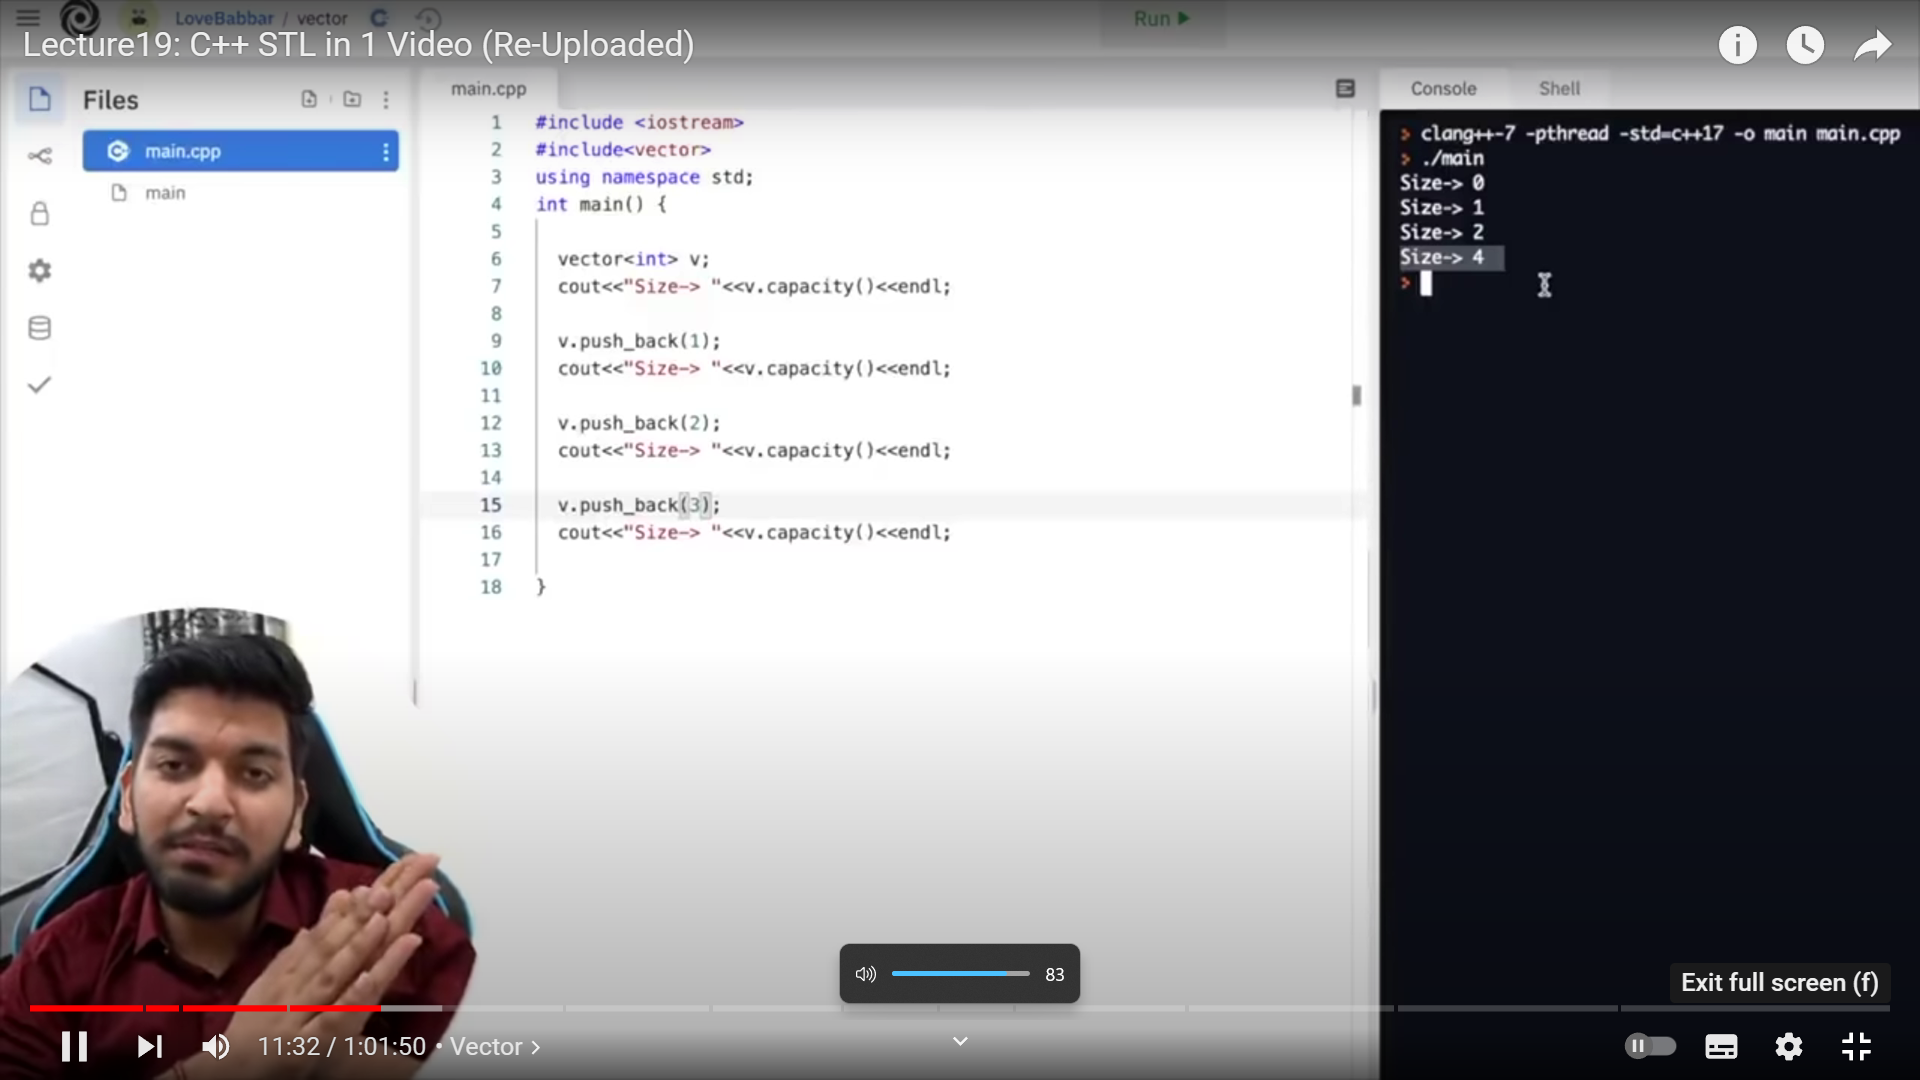 LoveBabbar / vector
Run
Lecture19: C++ STL in 1 Video (Re-Uploaded)
Files
main.cpp
main
main.cpp
1 #include <iostream>
2 #include<vector>
3 using namespace std;
4 int main() {
5
6 vector<int> v;
7 cout<<"Size-> "<<v.capacity()<<endl;
8
9 v.push_back(1);
10 cout<<"Size-> "<<v.capacity()<<endl;
11
12 v.push_back(2);
13 cout<<"Size-> "<<v.capacity()<<endl;
14
15 v.push_back(3);
16 cout<<"Size-> "<<v.capacity()<<endl;
17
18 }
Console Shell
> clang++-7 -pthread -std=c++17 -o main main.cpp
> ./main
Size-> 0
Size-> 1
Size-> 2
Size-> 4
>
83
Exit full screen (f)
11:32 / 1:01:50 • Vector >